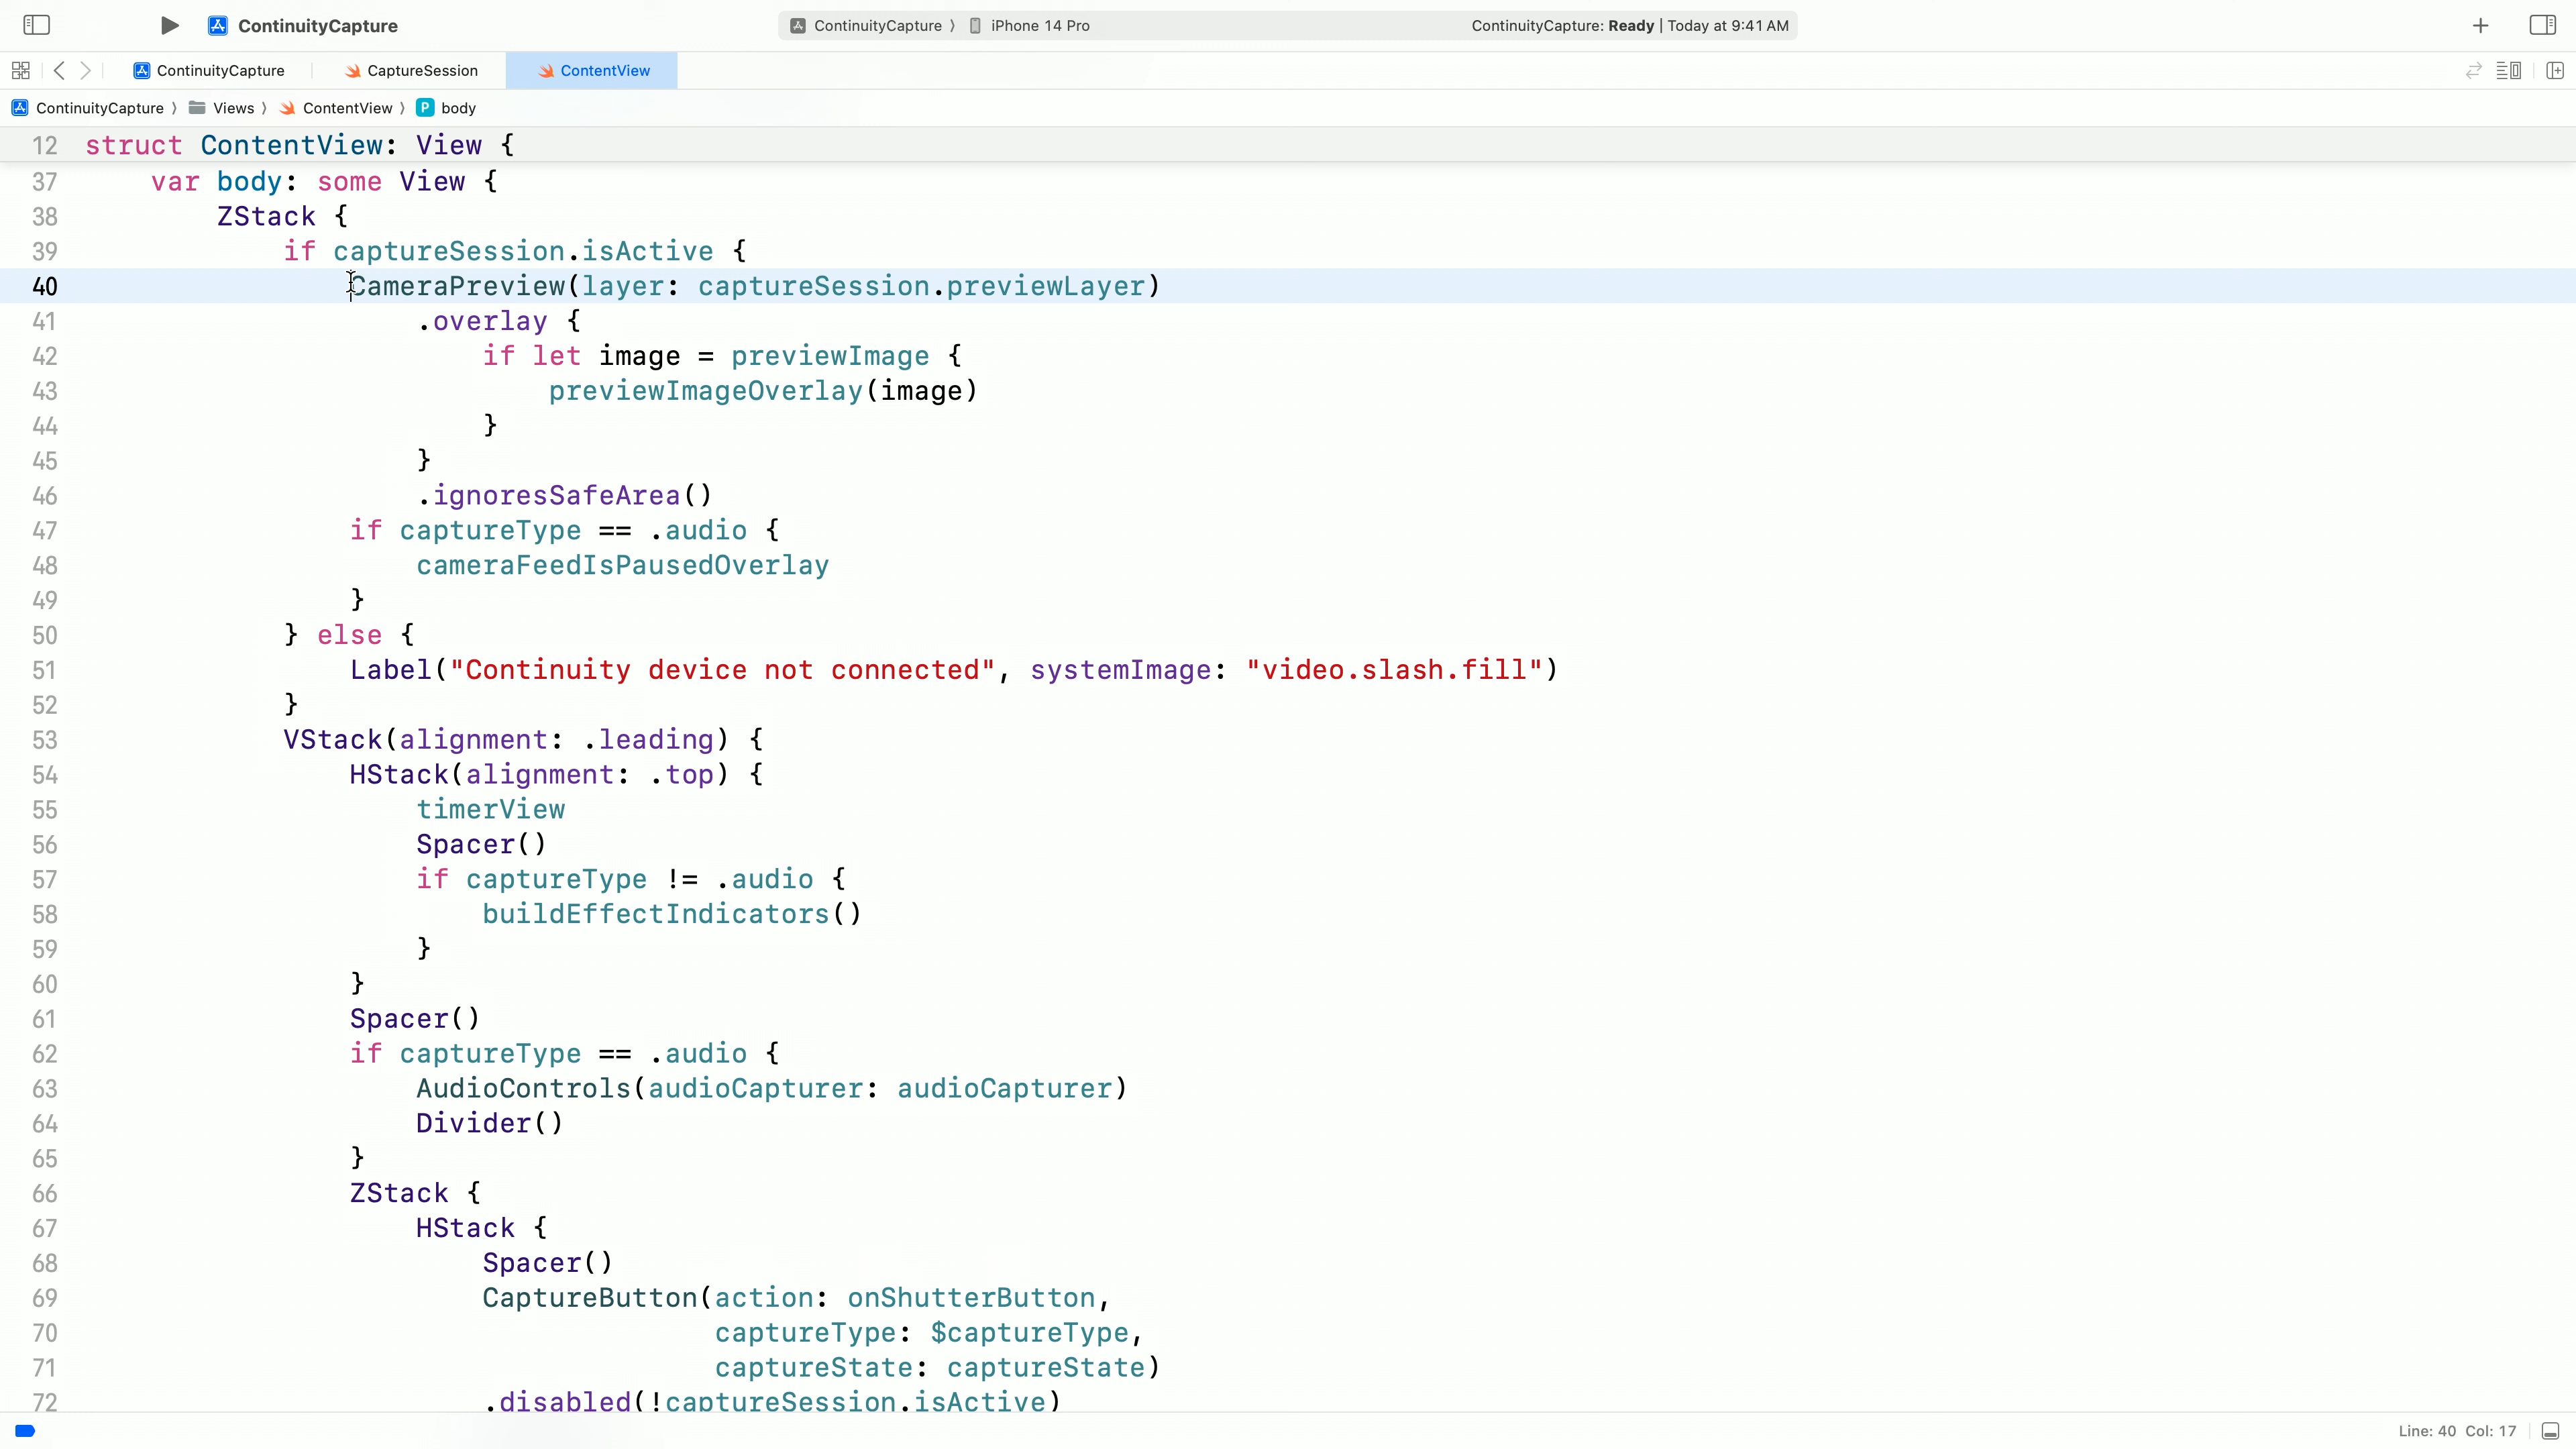 ContinuityCapture
ContinuityCapture 〉 iPhone 14 Pro
ContinuityCapture: Ready | Today at 9:41 AM
ContinuityCapture
CaptureSession
ContentView
ContinuityCapture 〉 Views 〉 ContentView 〉 P body
12 struct ContentView: View {
37     var body: some View {
38         ZStack {
39             if captureSession.isActive {
40                 CameraPreview(layer: captureSession.previewLayer)
41                     .overlay {
42                         if let image = previewImage {
43                             previewImageOverlay(image)
44                         }
45                     }
46                     .ignoresSafeArea()
47                 if captureType == .audio {
48                     cameraFeedIsPausedOverlay
49                 }
50             } else {
51                 Label("Continuity device not connected", systemImage: "video.slash.fill")
52             }
53             VStack(alignment: .leading) {
54                 HStack(alignment: .top) {
55                     timerView
56                     Spacer()
57                     if captureType != .audio {
58                         buildEffectIndicators()
59                     }
60                 }
61                 Spacer()
62                 if captureType == .audio {
63                     AudioControls(audioCapturer: audioCapturer)
64                     Divider()
65                 }
66                 ZStack {
67                     HStack {
68                         Spacer()
69                         CaptureButton(action: onShutterButton,
70                                       captureType: $captureType,
71                                       captureState: captureState)
72                         .disabled(!captureSession.isActive)
Line: 40 Col: 17